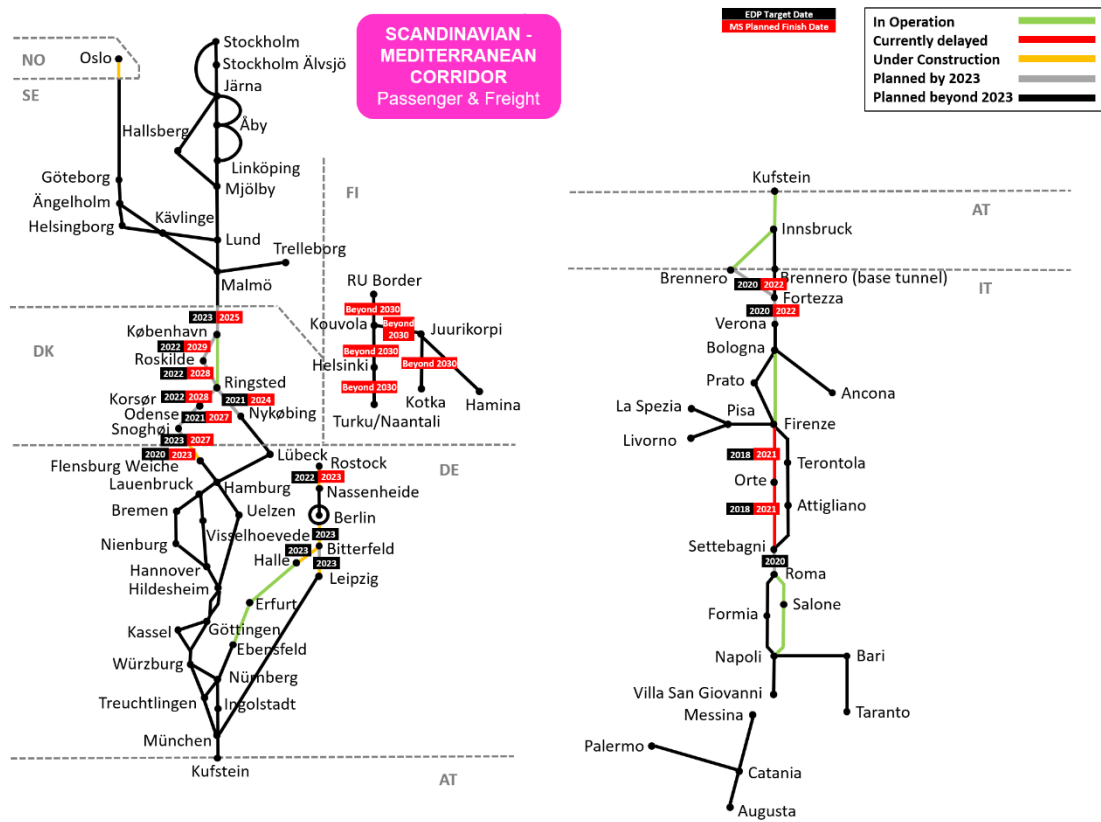 SCANDINAVIAN -
MEDITERRANEAN
CORRIDOR
Passenger & Freight
EDP Target Date
MS Planned Finish Date
In Operation
Currently delayed
Under Construction
Planned by 2023
Planned beyond 2023
NO
Oslo
SE
Stockholm
Stockholm Älvsjö
Järna
Hallsberg
Åby
Linköping
Mjölby
Göteborg
Ängelholm
Helsingborg
Kävlinge
Lund
Trelleborg
Malmö
FI
RU Border
Beyond 2030
Kouvola
Beyond
2030
Juurikorpi
Beyond 2030
Beyond 2030
Helsinki
Beyond 2030
Kotka
Hamina
Turku/Naantali
DK
2023 2025
København
2022 2029
Roskilde
2022 2028
Ringsted
Korsør
2022 2028
2021 2024
Odense
2021 2027
Nykøbing
Snoghøj
2023 2027
2020 2023
DE
Flensburg Weiche
Lübeck
Rostock
2022 2023
Lauenbruck
Hamburg
Nassenheide
Bremen
Uelzen
Berlin
Visselhoevede
2023
Nienburg
2023
Bitterfeld
Halle
2023
Hannover
Leipzig
Hildesheim
Erfurt
Kassel
Göttingen
Ebensfeld
Würzburg
Nürnberg
Treuchtlingen
Ingolstadt
München
Kufstein
AT
Kufstein
AT
Innsbruck
Brennero
Brennero (base tunnel)
IT
2020 2022
Fortezza
2020 2022
Verona
Bologna
Prato
Ancona
La Spezia
Pisa
Firenze
Livorno
2018 2021
Terontola
Orte
2018 2021
Attigliano
Settebagni
2020
Roma
Formia
Salone
Napoli
Bari
Villa San Giovanni
Taranto
Messina
Palermo
Catania
Augusta